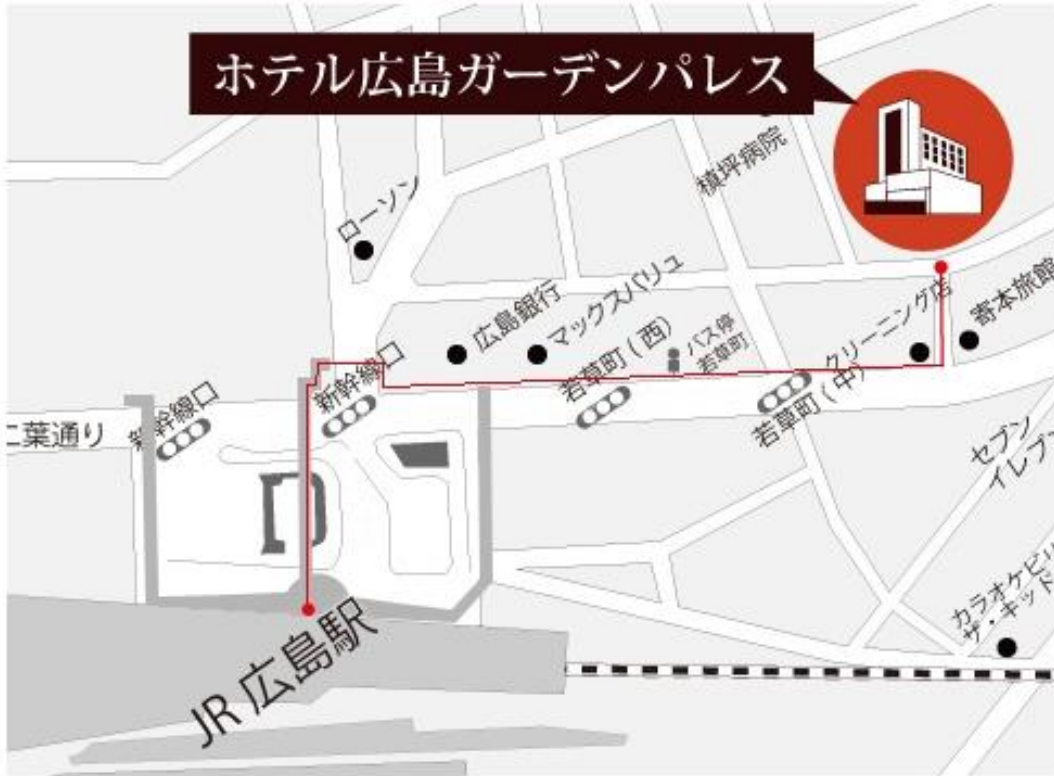 ホテル広島ガーデンパレス
槙坪病院
ローソン
広島銀行
マックスバリュ
若草町(西)
バス停
若草町
クリーニング店
若草町(中)
寄本旅館
新幹線口
新幹線口
二葉通り
セブン
イレブン
カラオケビリ
ザ・キッド
JR 広島駅